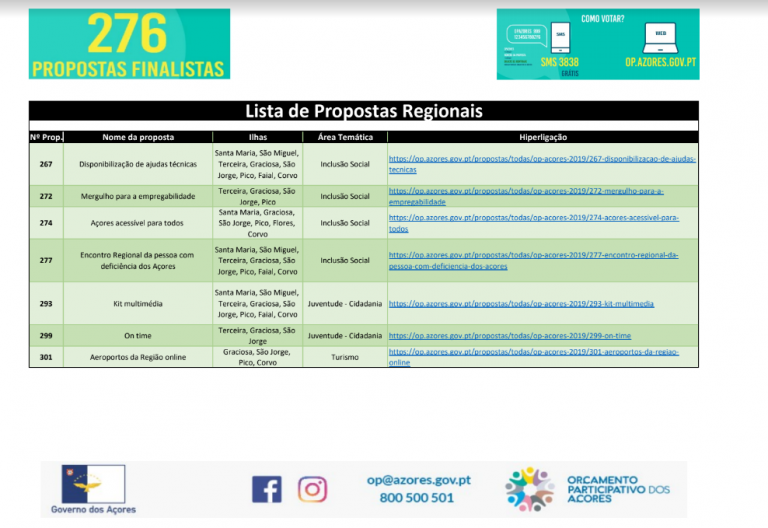 276
PROPOSTAS FINALISTAS
COMO VOTAR?
SMS 3838
GRÁTIS
OP.AZORES.GOV.PT
Lista de Propostas Regionais
Nº Prop. Nome da proposta Ilhas Área Temática Hiperligação
267 Disponibilização de ajudas técnicas Santa Maria, São Miguel, Terceira, Graciosa, São Jorge, Pico, Faial, Corvo Inclusão Social https://op.azores.gov.pt/propostas/todas/op-acores-2019/267-disponibilizacao-de-ajudas-tecnicas
272 Mergulho para a empregabilidade Terceira, Graciosa, São Jorge, Pico Inclusão Social https://op.azores.gov.pt/propostas/todas/op-acores-2019/272-mergulho-para-a-empregabilidade
274 Açores acessível para todos Santa Maria, Graciosa, São Jorge, Pico, Flores, Corvo Inclusão Social https://op.azores.gov.pt/propostas/todas/op-acores-2019/274-acores-acessivel-para-todos
277 Encontro Regional da pessoa com deficiência dos Açores Santa Maria, São Miguel, Terceira, Graciosa, São Jorge, Pico, Faial, Corvo Inclusão Social https://op.azores.gov.pt/propostas/todas/op-acores-2019/277-encontro-regional-da-pessoa-com-deficiencia-dos-acores
293 Kit multimédia Santa Maria, São Miguel, Terceira, Graciosa, São Jorge, Pico, Faial, Corvo Juventude - Cidadania https://op.azores.gov.pt/propostas/todas/op-acores-2019/293-kit-multimedia
299 On time Terceira, Graciosa, São Jorge Juventude - Cidadania https://op.azores.gov.pt/propostas/todas/op-acores-2019/299-on-time
301 Aeroportos da Região online Graciosa, São Jorge, Pico, Corvo Turismo https://op.azores.gov.pt/propostas/todas/op-acores-2019/301-aeroportos-da-regiao-online
Governo dos Açores
op@azores.gov.pt
800 500 501
ORÇAMENTO
PARTICIPATIVO DOS
AÇORES